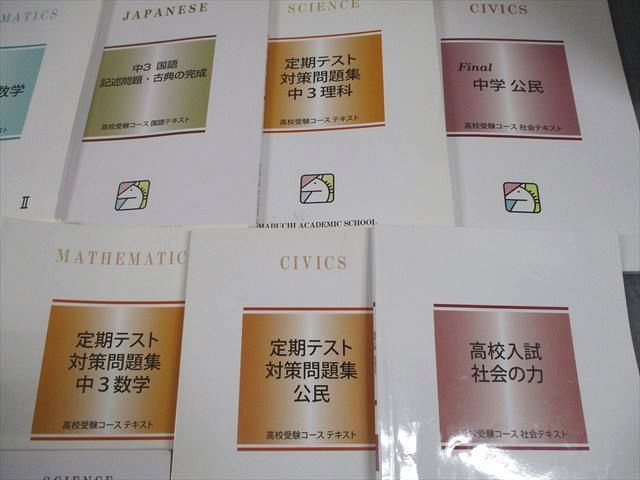 MATICS
数学
スト
II
JAPANESE
中3 国語
記述問題・古典の完成
高校受験コース 国語テキスト
SCIENCE
定期テスト
対策問題集
中3理科
高校受験コース テキスト
MABUCHI ACADEMIC SCHOOL
CIVICS
Final
中学 公民
高校受験コース 社会テキスト
MATHEMATIC
定期テスト
対策問題集
中3数学
高校受験コース テキスト
CIVICS
定期テスト
対策問題集
公民
高校受験コース テキスト
高校入試
社会の力
高校受験コース 社会テキスト
SCIENCE